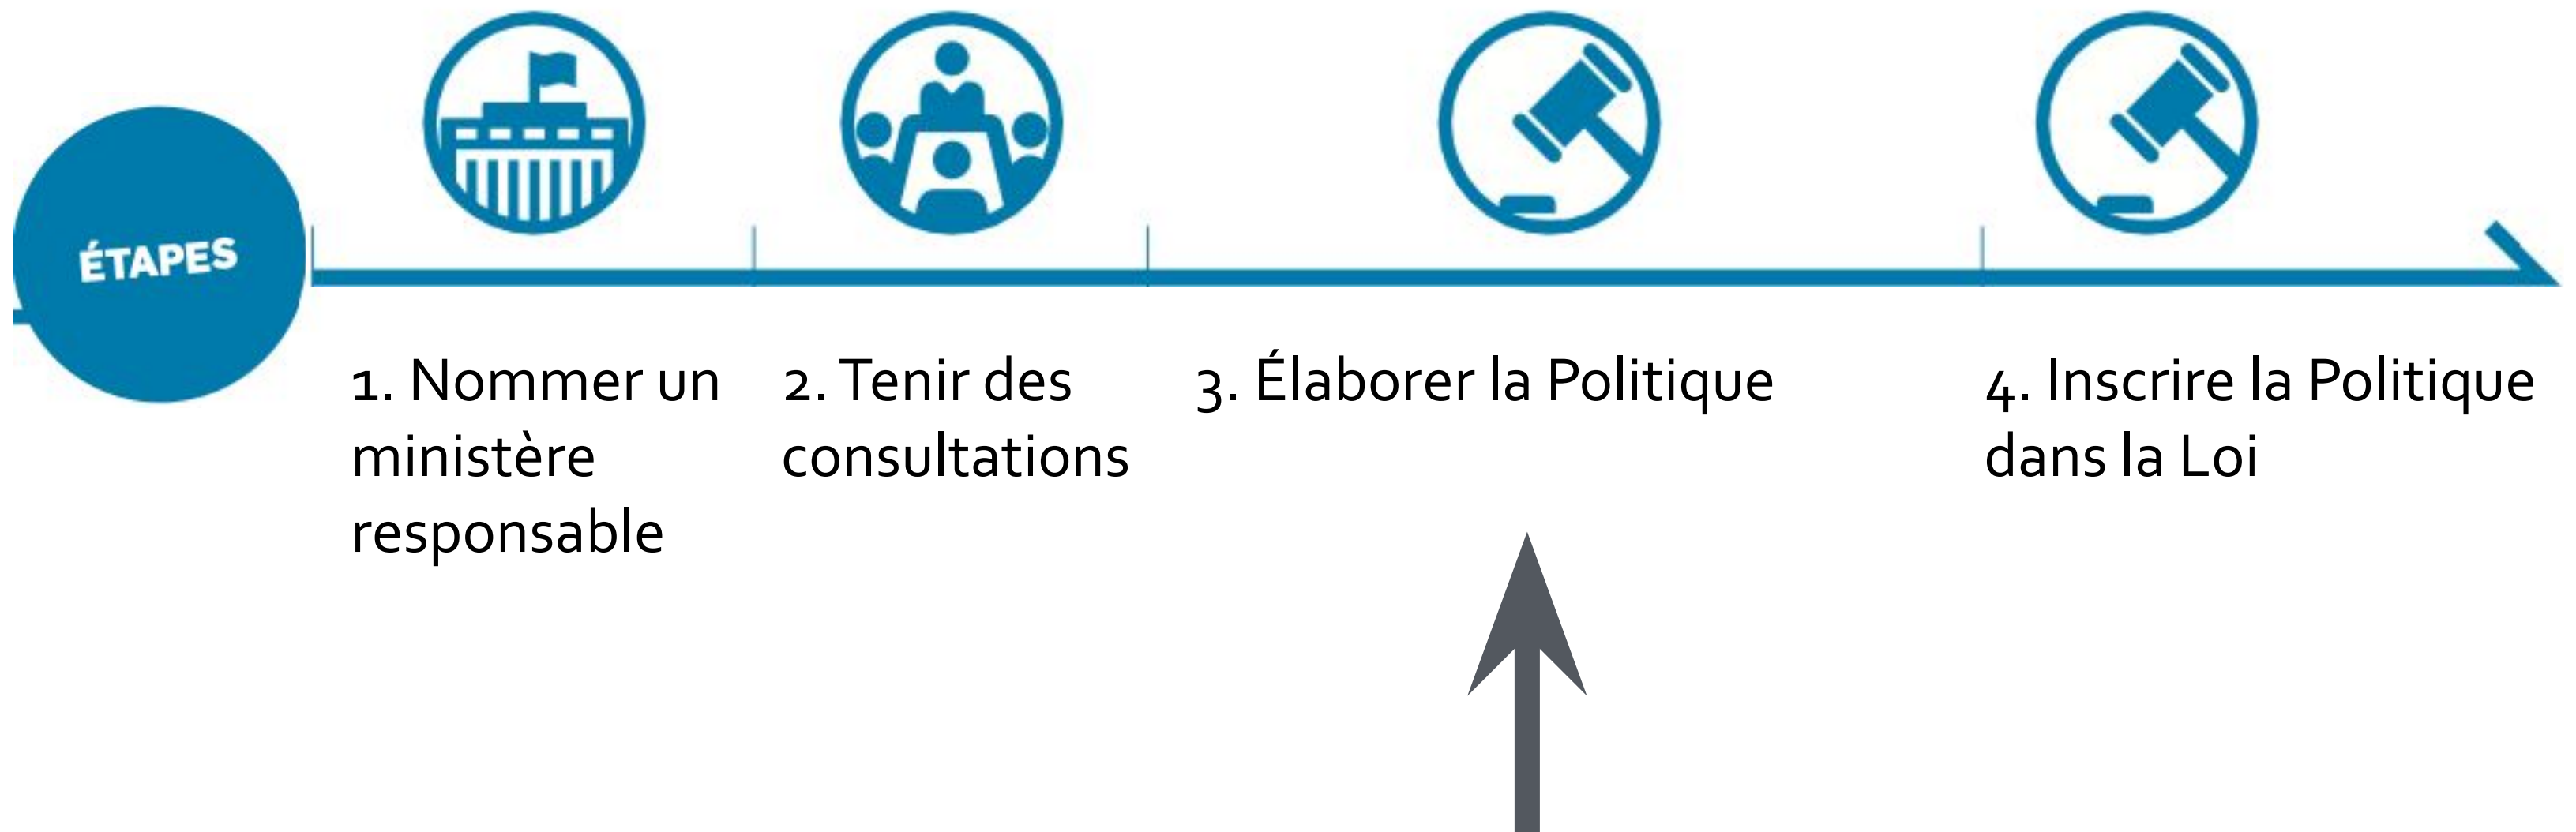 ÉTAPES
1. Nommer un
ministère
responsable
2. Tenir des
consultations
3. Élaborer la Politique
4. Inscrire la Politique
dans la Loi